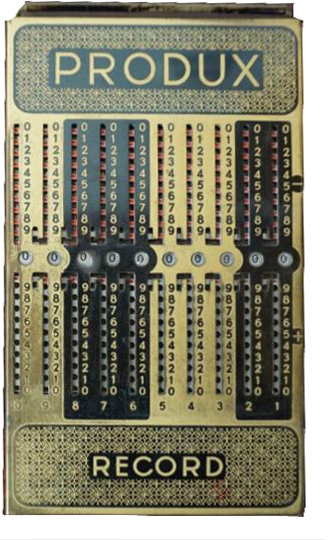 PRODUX
0 0 0 0 0 0 0 0 0 0
1 1 1 1 1 1 1 1 1 1
2 2 2 2 2 2 2 2 2 2
3 3 3 3 3 3 3 3 3 3
4 4 4 4 4 4 4 4 4 4
5 5 5 5 5 5 5 5 5 5
6 6 6 6 6 6 6 6 6 6
7 7 7 7 7 7 7 7 7 7
8 8 8 8 8 8 8 8 8 8
9 9 9 9 9 9 9 9 9 9
0 0 0 0 0 0 0 0 0
9 9 9 9 9 9 9 9 9 9
8 8 8 8 8 8 8 8 8 8
7 7 7 7 7 7 7 7 7 7
6 6 6 6 6 6 6 6 6 6
5 5 5 5 5 5 5 5 5 5 +
4 4 4 4 4 4 4 4 4 4
3 3 3 3 3 3 3 3 3 3
2 2 2 2 2 2 2 2 2 2
1 1 1 1 1 1 1 1 1 1
0 0 0 0 0 0 0 0 0 0
8 7 6 5 4 3 2 1
RECORD